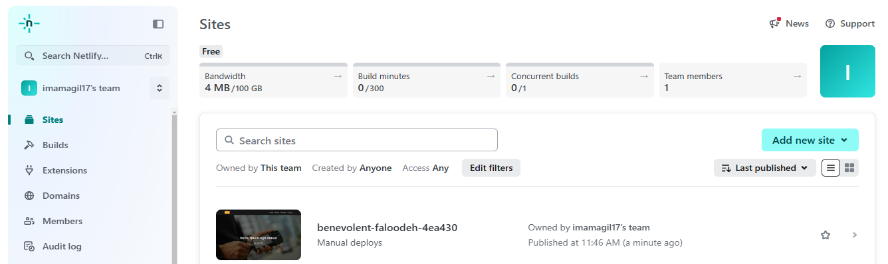 Sites
News
Support
Search Netlify...
CtrlK
imamagil17's team
Sites
Builds
Extensions
Domains
Members
Audit log
Free
Bandwidth
4 MB/100 GB
Build minutes
0/300
Concurrent builds
0/1
Team members
1
I
Search sites
Add new site
Owned by This team Created by Anyone Access Any Edit filters
Last published
benevolent-faloodeh-4ea430
Manual deploys
Owned by imamagil17's team
Published at 11:46 AM (a minute ago)